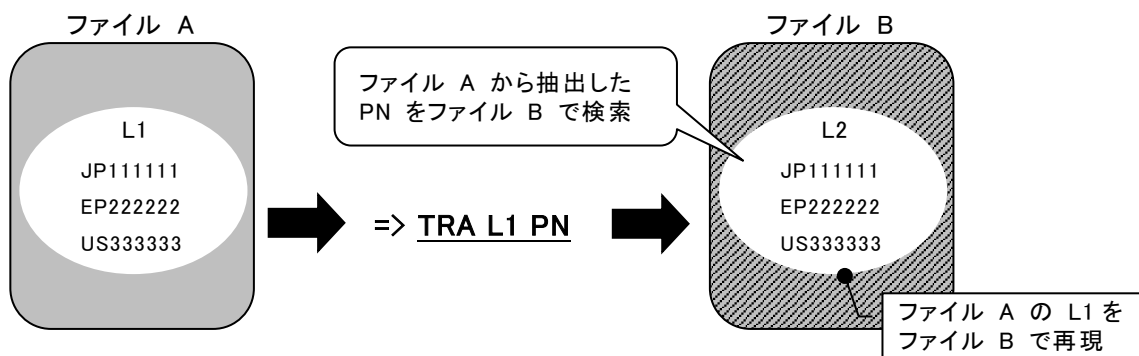 ファイル A
L1
JP111111
EP222222
US333333
=> TRA L1 PN
ファイル A から抽出した
PN をファイル B で検索
ファイル B
L2
JP111111
EP222222
US333333
ファイル A の L1 を
ファイル B で再現